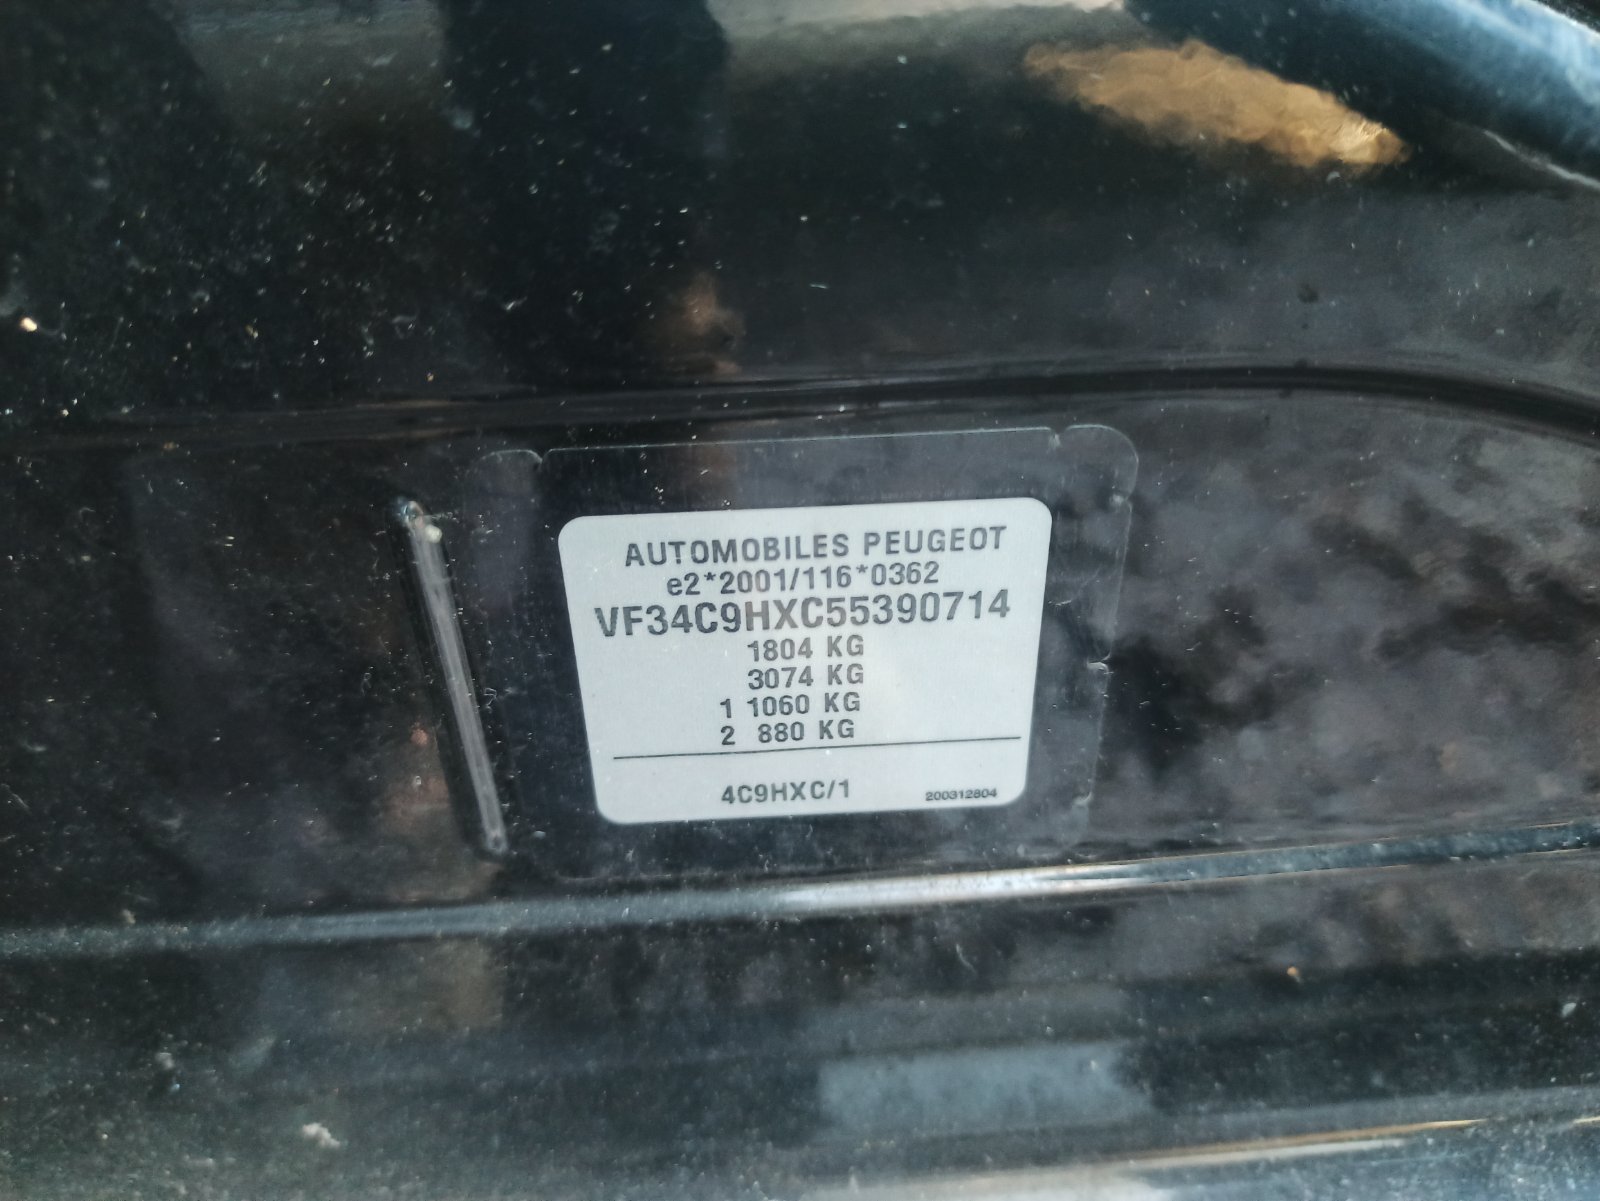 AUTOMOBILES PEUGEOT
e2*2001/116*0362
VF34C9HXC55390714
1804 KG
3074 KG
1 1060 KG
2 880 KG
4C9HXC/1
200312804